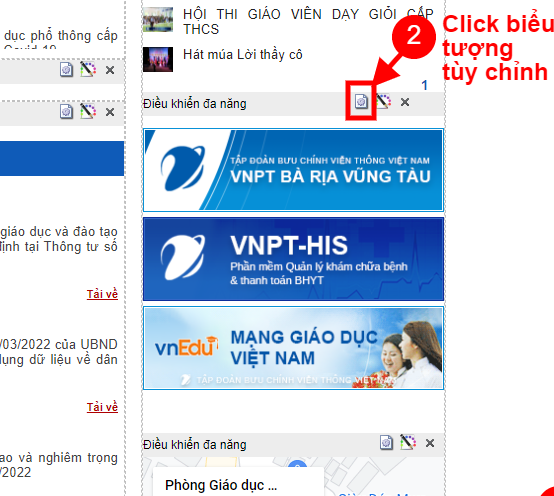 dục phổ thông cấp
Covid-19
giáo dục và đào tạo
định tại Thông tư số
Tải về
/03/2022 của UBND
dung dữ liệu về dân
Tải về
ao và nghiêm trọng
/2022
HỘI THI GIÁO VIÊN DẠY GIỎI CẤP
THCS
Hát múa Lời thầy cô
1
Điều khiển đa năng
TẬP ĐOÀN BƯU CHÍNH VIỄN THÔNG VIỆT NAM
VNPT BÀ RỊA VŨNG TÀU
VNPT-HIS
Phần mềm Quản lý khám chữa bệnh
& thanh toán BHYT
vnEdu
MẠNG GIÁO DỤC
VIỆT NAM
TẬP ĐOÀN BƯU CHÍNH VIỄN THÔNG VIỆT NAM
Điều khiển đa năng
Phòng Giáo dục ...
2
Click biểu
tượng
tùy chỉnh